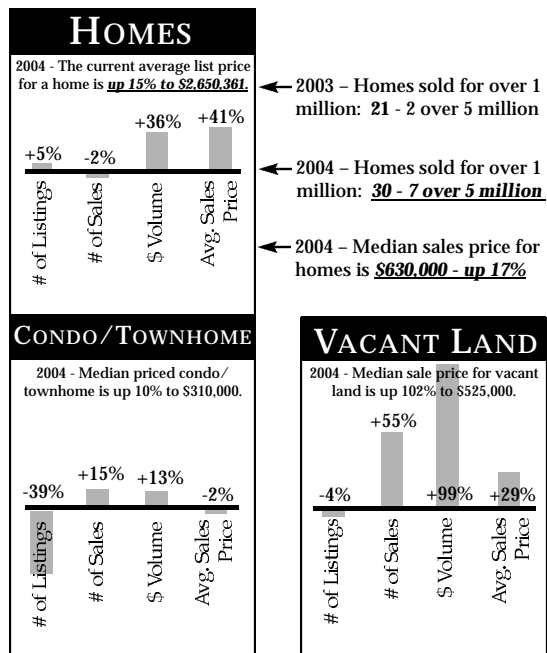 HOMES
2004 - The current average list price
for a home is up 15% to $2,650,361.
+5%
-2%
+36%
+41%
# of Listings
# of Sales
$ Volume
Avg. Sales
Price
2003 – Homes sold for over 1
million: 21 - 2 over 5 million
2004 – Homes sold for over 1
million: 30 - 7 over 5 million
2004 – Median sales price for
homes is $630,000 - up 17%
CONDO/TOWNHOME
2004 - Median priced condo/
townhome is up 10% to $310,000.
-39%
+15%
+13%
-2%
# of Listings
# of Sales
$ Volume
Avg. Sales
Price
VACANT LAND
2004 - Median sale price for vacant
land is up 102% to $525,000.
-4%
+55%
+99%
+29%
# of Listings
# of Sales
$ Volume
Avg. Sales
Price